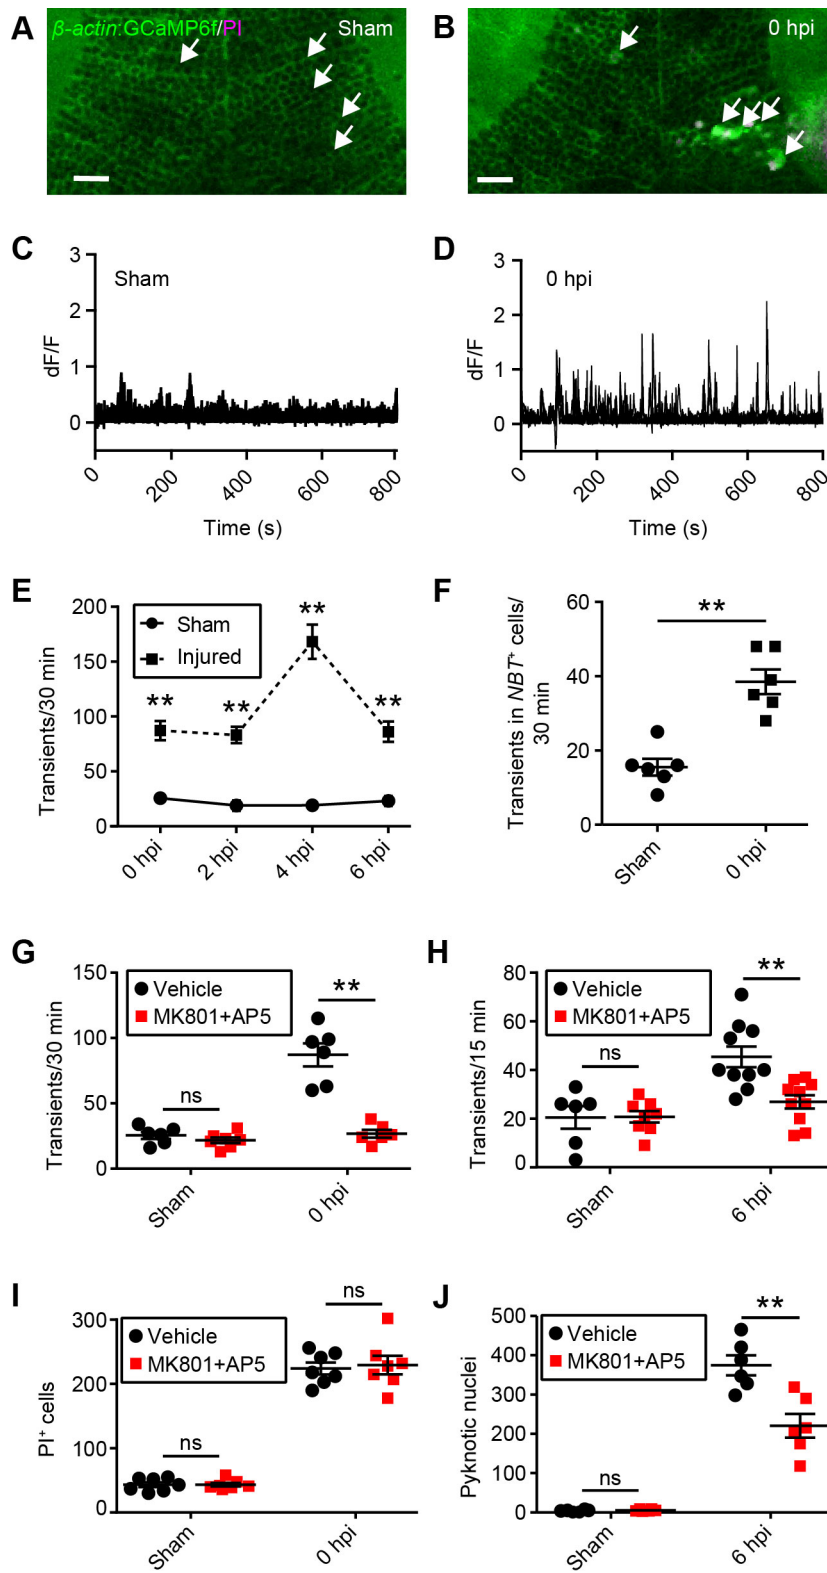 A
β-actin:GCaMP6f/PI
Sham
B
0 hpi
C
3
2
1
0
dF/F
Sham
0
200
400
600
800
Time (s)
D
3
2
1
0
dF/F
0 hpi
0
200
400
600
800
Time (s)
E
200
150
100
50
0
Transients/30 min
Sham
Injured
**
**
**
**
0 hpi
2 hpi
4 hpi
6 hpi
F
60
40
20
0
Transients in NBT+ cells/
30 min
**
Sham
0 hpi
G
150
100
50
0
Transients/30 min
Vehicle
MK801+AP5
ns
**
Sham
0 hpi
H
80
60
40
20
0
Transients/15 min
Vehicle
MK801+AP5
ns
**
Sham
6 hpi
I
300
200
100
0
PI+ cells
Vehicle
MK801+AP5
ns
ns
Sham
0 hpi
J
500
400
300
200
100
0
Pyknotic nuclei
Vehicle
MK801+AP5
ns
**
Sham
6 hpi